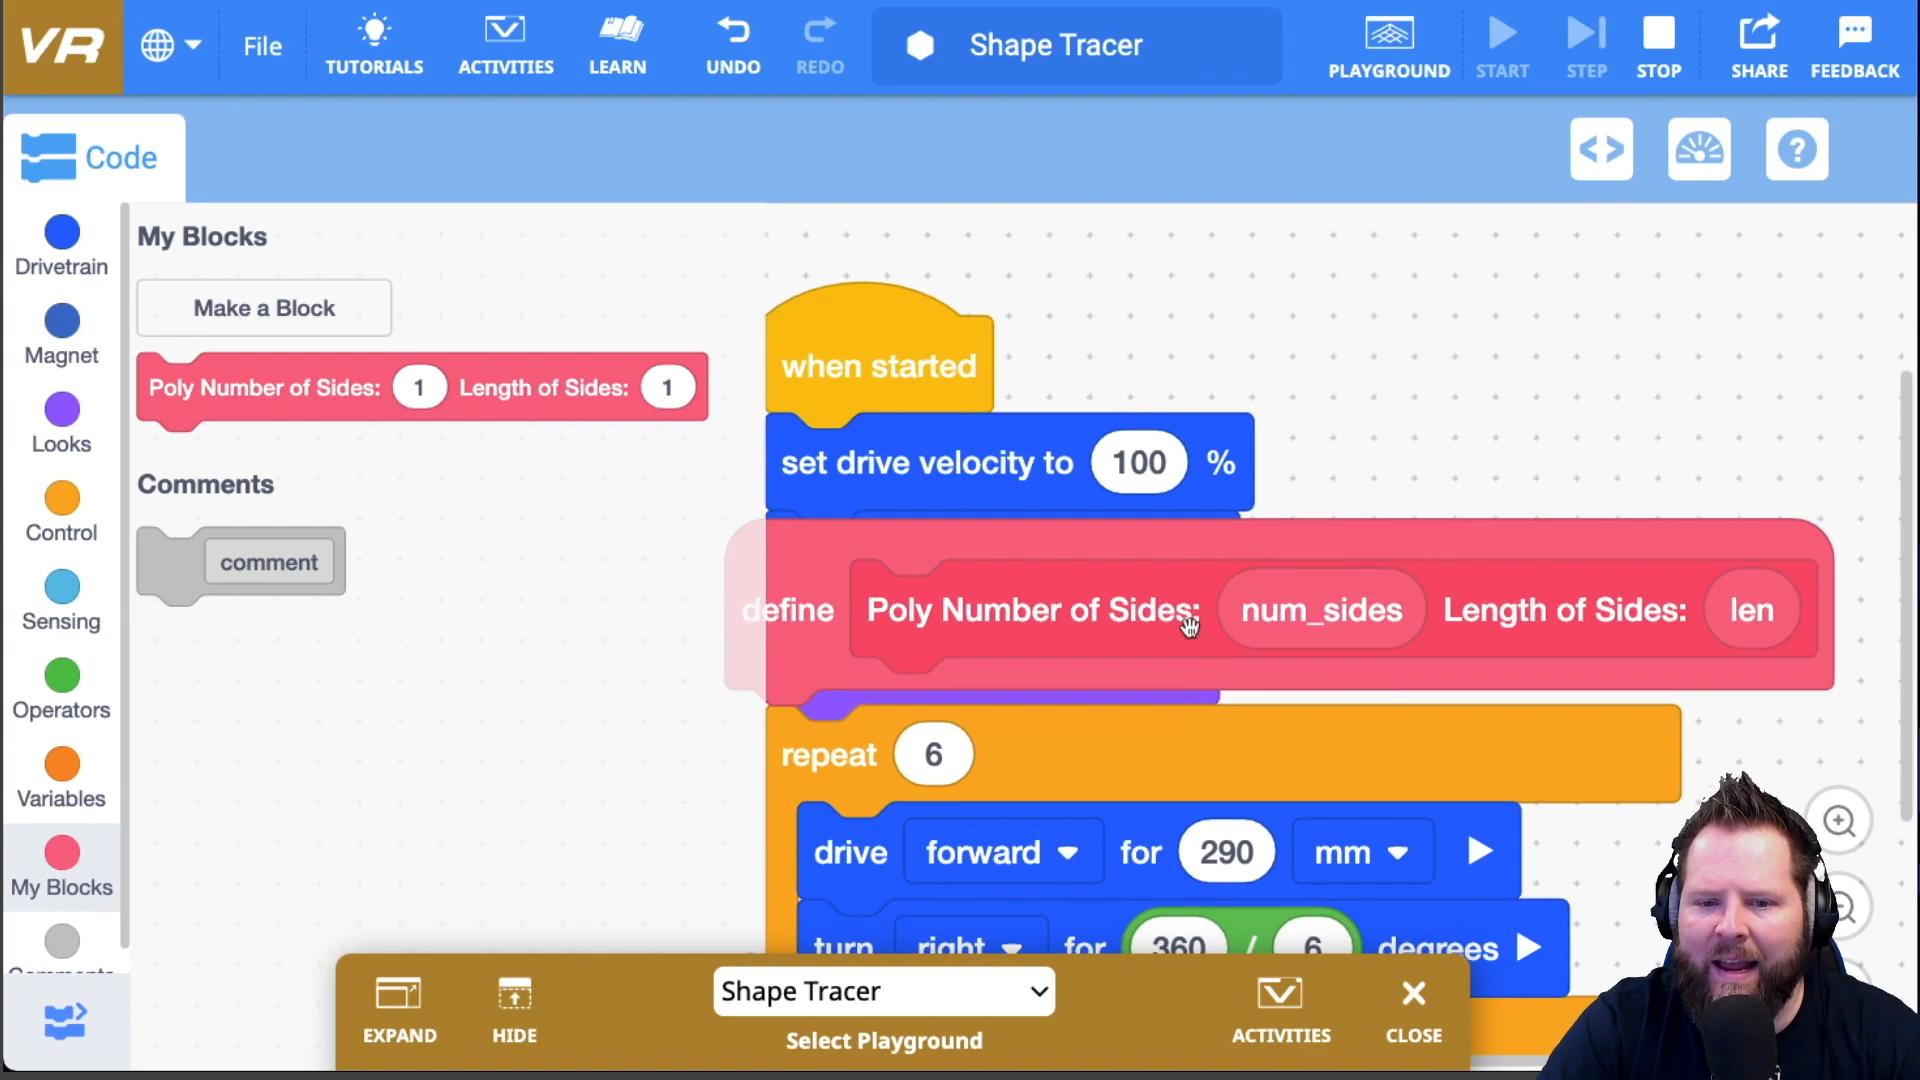 VR
File
TUTORIALS
ACTIVITIES
LEARN
UNDO
REDO
Shape Tracer
PLAYGROUND
START
STEP
STOP
SHARE
FEEDBACK
Code
< >
?
Drivetrain
Magnet
Looks
Control
Sensing
Operators
Variables
My Blocks
My Blocks
Make a Block
Poly Number of Sides: 1 Length of Sides: 1
Comments
comment
when started
set drive velocity to 100 %
define Poly Number of Sides: num_sides Length of Sides: len
repeat 6
drive forward for 290 mm
turn right for 360 / 6 degrees
EXPAND
HIDE
Shape Tracer
Select Playground
ACTIVITIES
CLOSE